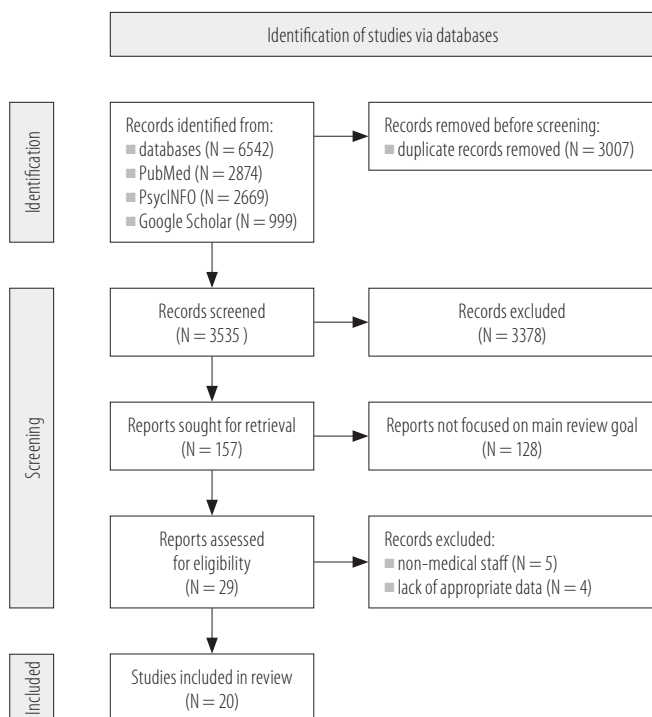 Identification of studies via databases
Identification
Records identified from:
■ databases (N = 6542)
■ PubMed (N = 2874)
■ PsycINFO (N = 2669)
■ Google Scholar (N = 999)
Records removed before screening:
■ duplicate records removed (N = 3007)
Screening
Records screened
(N = 3535 )
Records excluded
(N = 3378)
Reports sought for retrieval
(N = 157)
Reports not focused on main review goal
(N = 128)
Reports assessed
for eligibility
(N = 29)
Records excluded:
■ non-medical staff (N = 5)
■ lack of appropriate data (N = 4)
Included
Studies included in review
(N = 20)